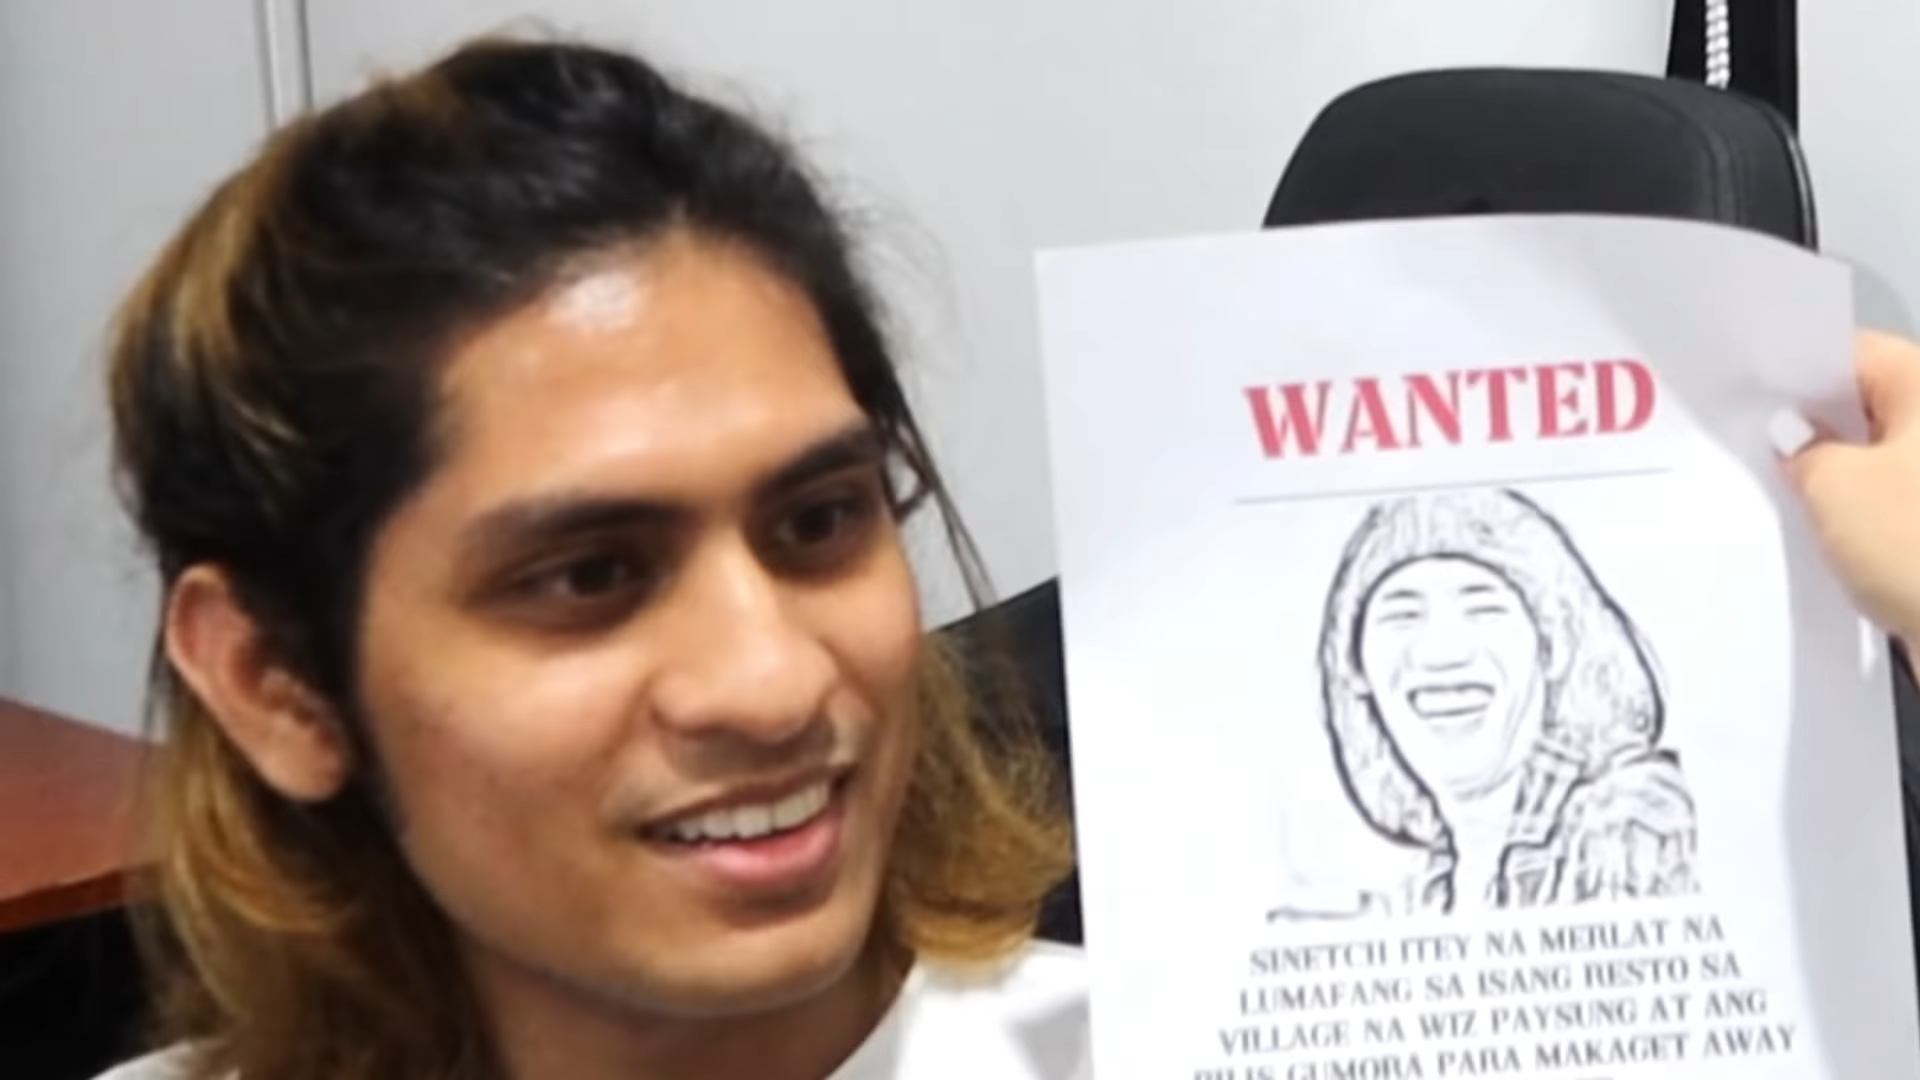 WANTED
SINETCH ITEY NA MERLAT NA
LUMAFANG SA ISANG RESTO SA
VILLAGE NA WIZ PAYSUNG AT ANG
BILIS GUMORA PARA MAKAGET AWAY